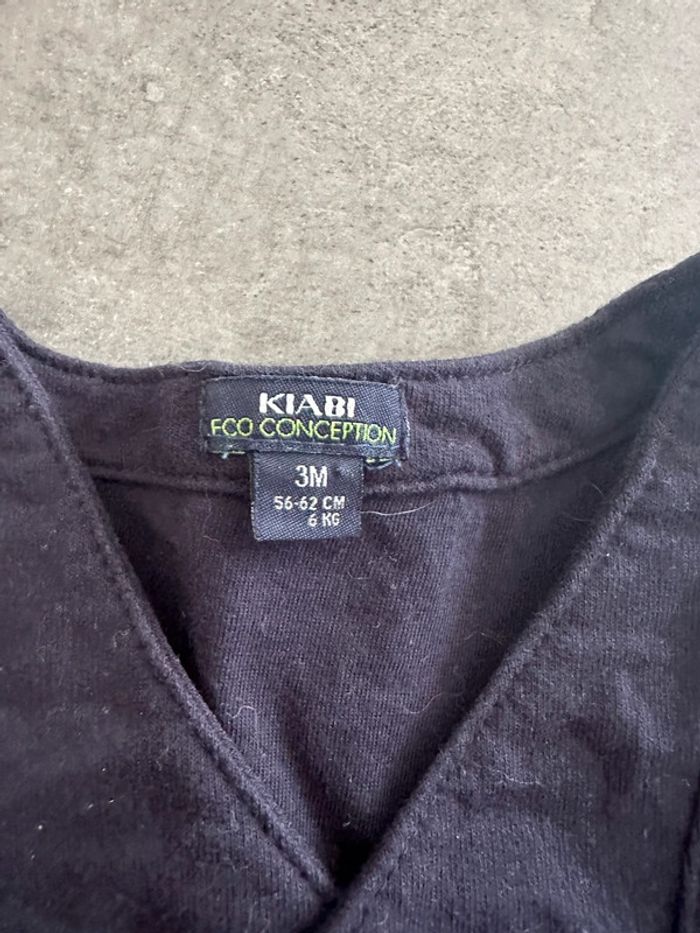 KIABI
ECO CONCEPTION
3M
56-62 CM
6 KG